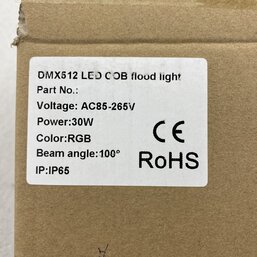 DMX512 LED COB flood light
Part No.:
Voltage: AC85-265V
Power:30W
Color:RGB
Beam angle:100°
IP:IP65
CE
RoHS